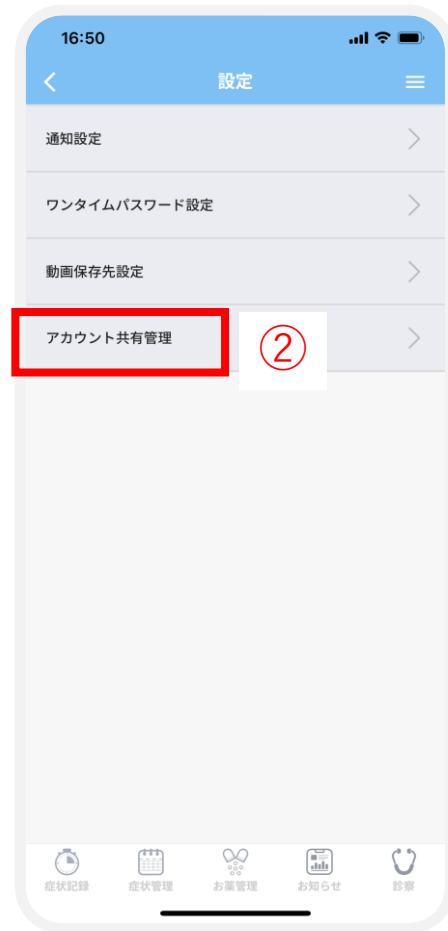 16:50
設定
通知設定
ワンタイムパスワード設定
動画保存先設定
アカウント共有管理
②
症状記録 症状管理 お薬管理 お知らせ 診察